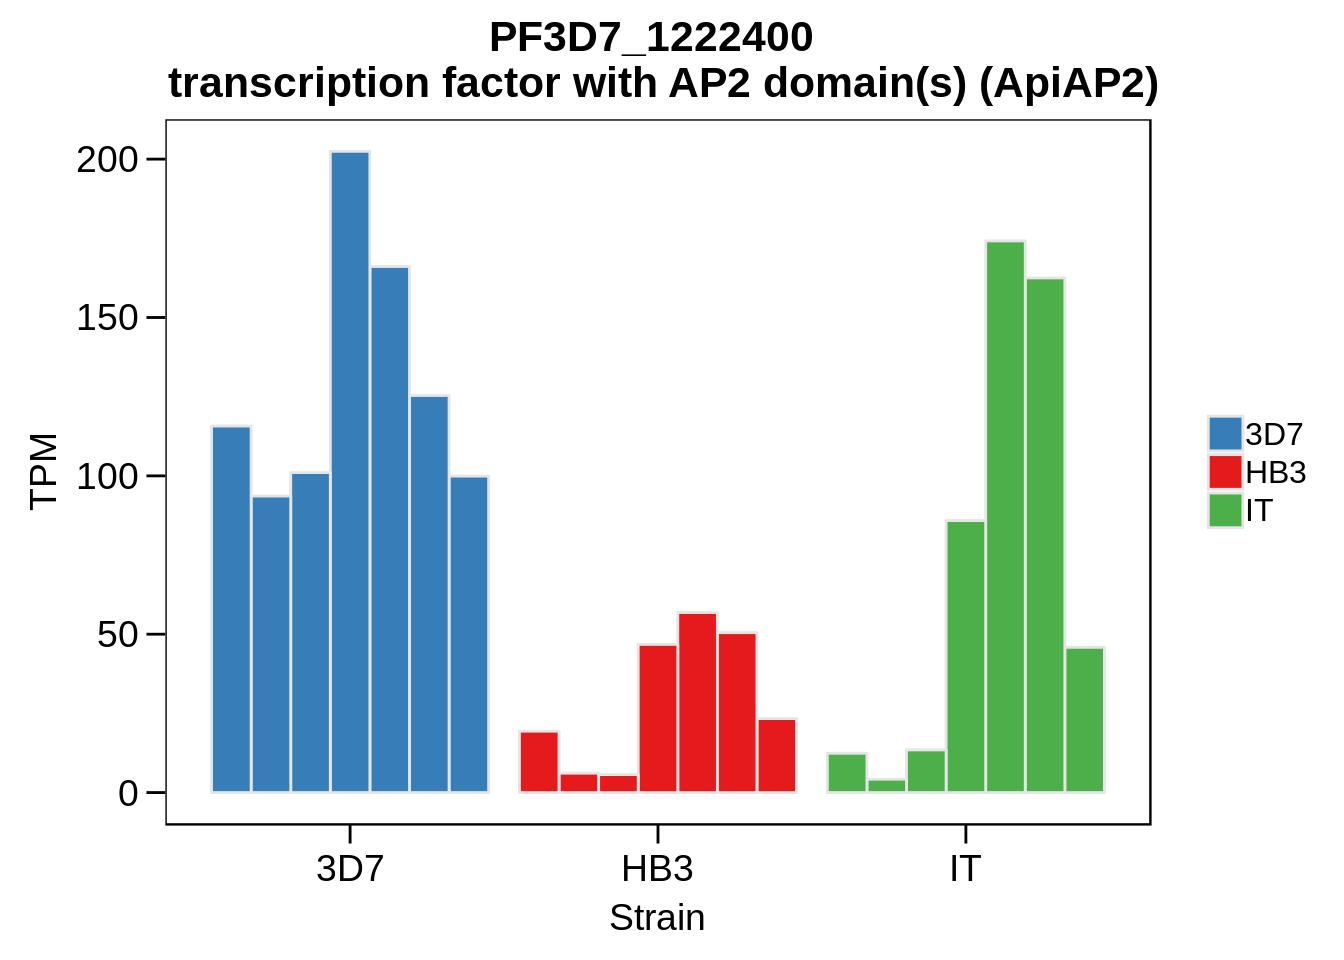 PF3D7_1222400
transcription factor with AP2 domain(s) (ApiAP2)
200
150
100
50
0
TPM
3D7
HB3
IT
Strain
3D7
HB3
IT